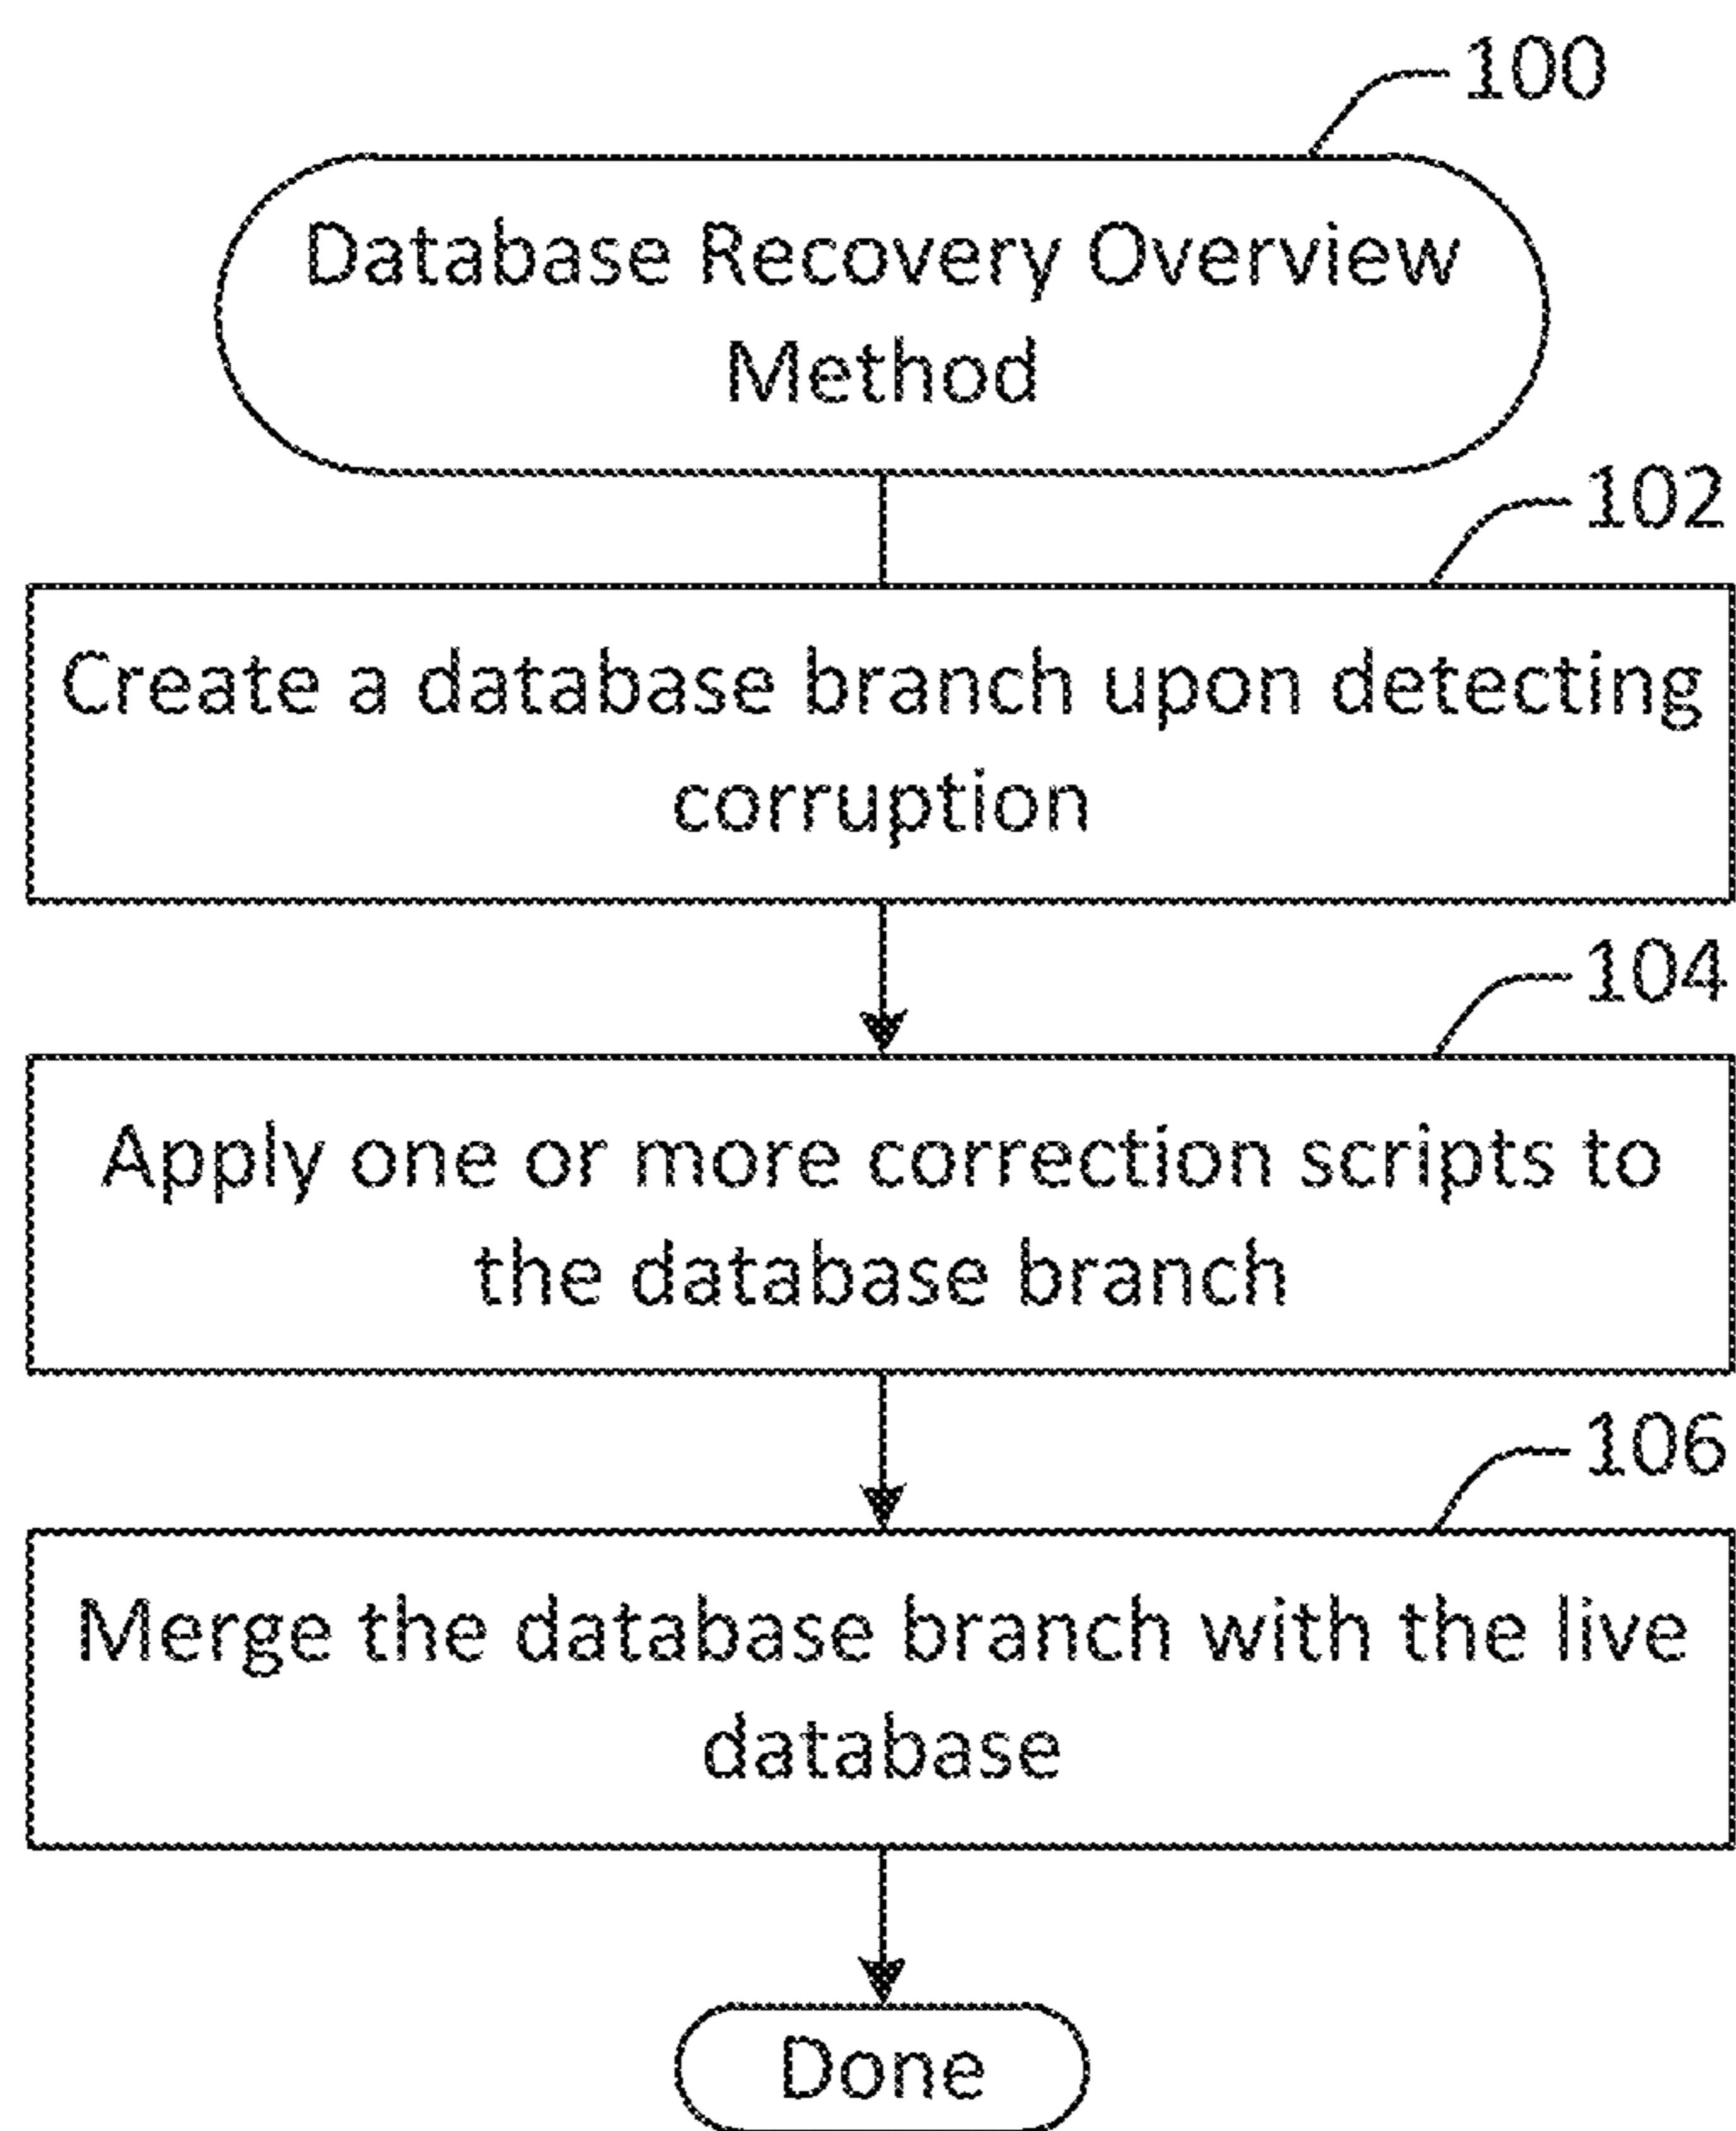 100
Database Recovery Overview
Method
102
Create a database branch upon detecting
corruption
104
Apply one or more correction scripts to
the database branch
106
Merge the database branch with the live
database
Done